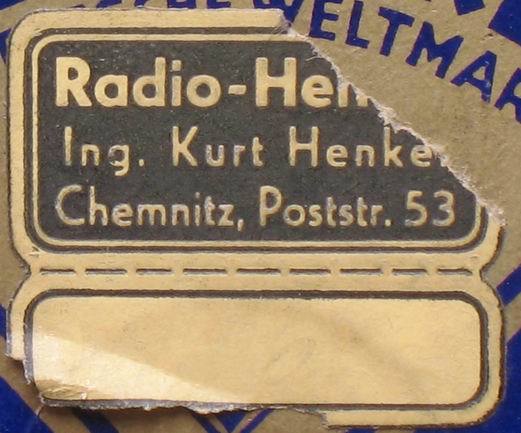 WELTMAR
Radio-Hen
Ing. Kurt Henke
Chemnitz, Poststr. 53